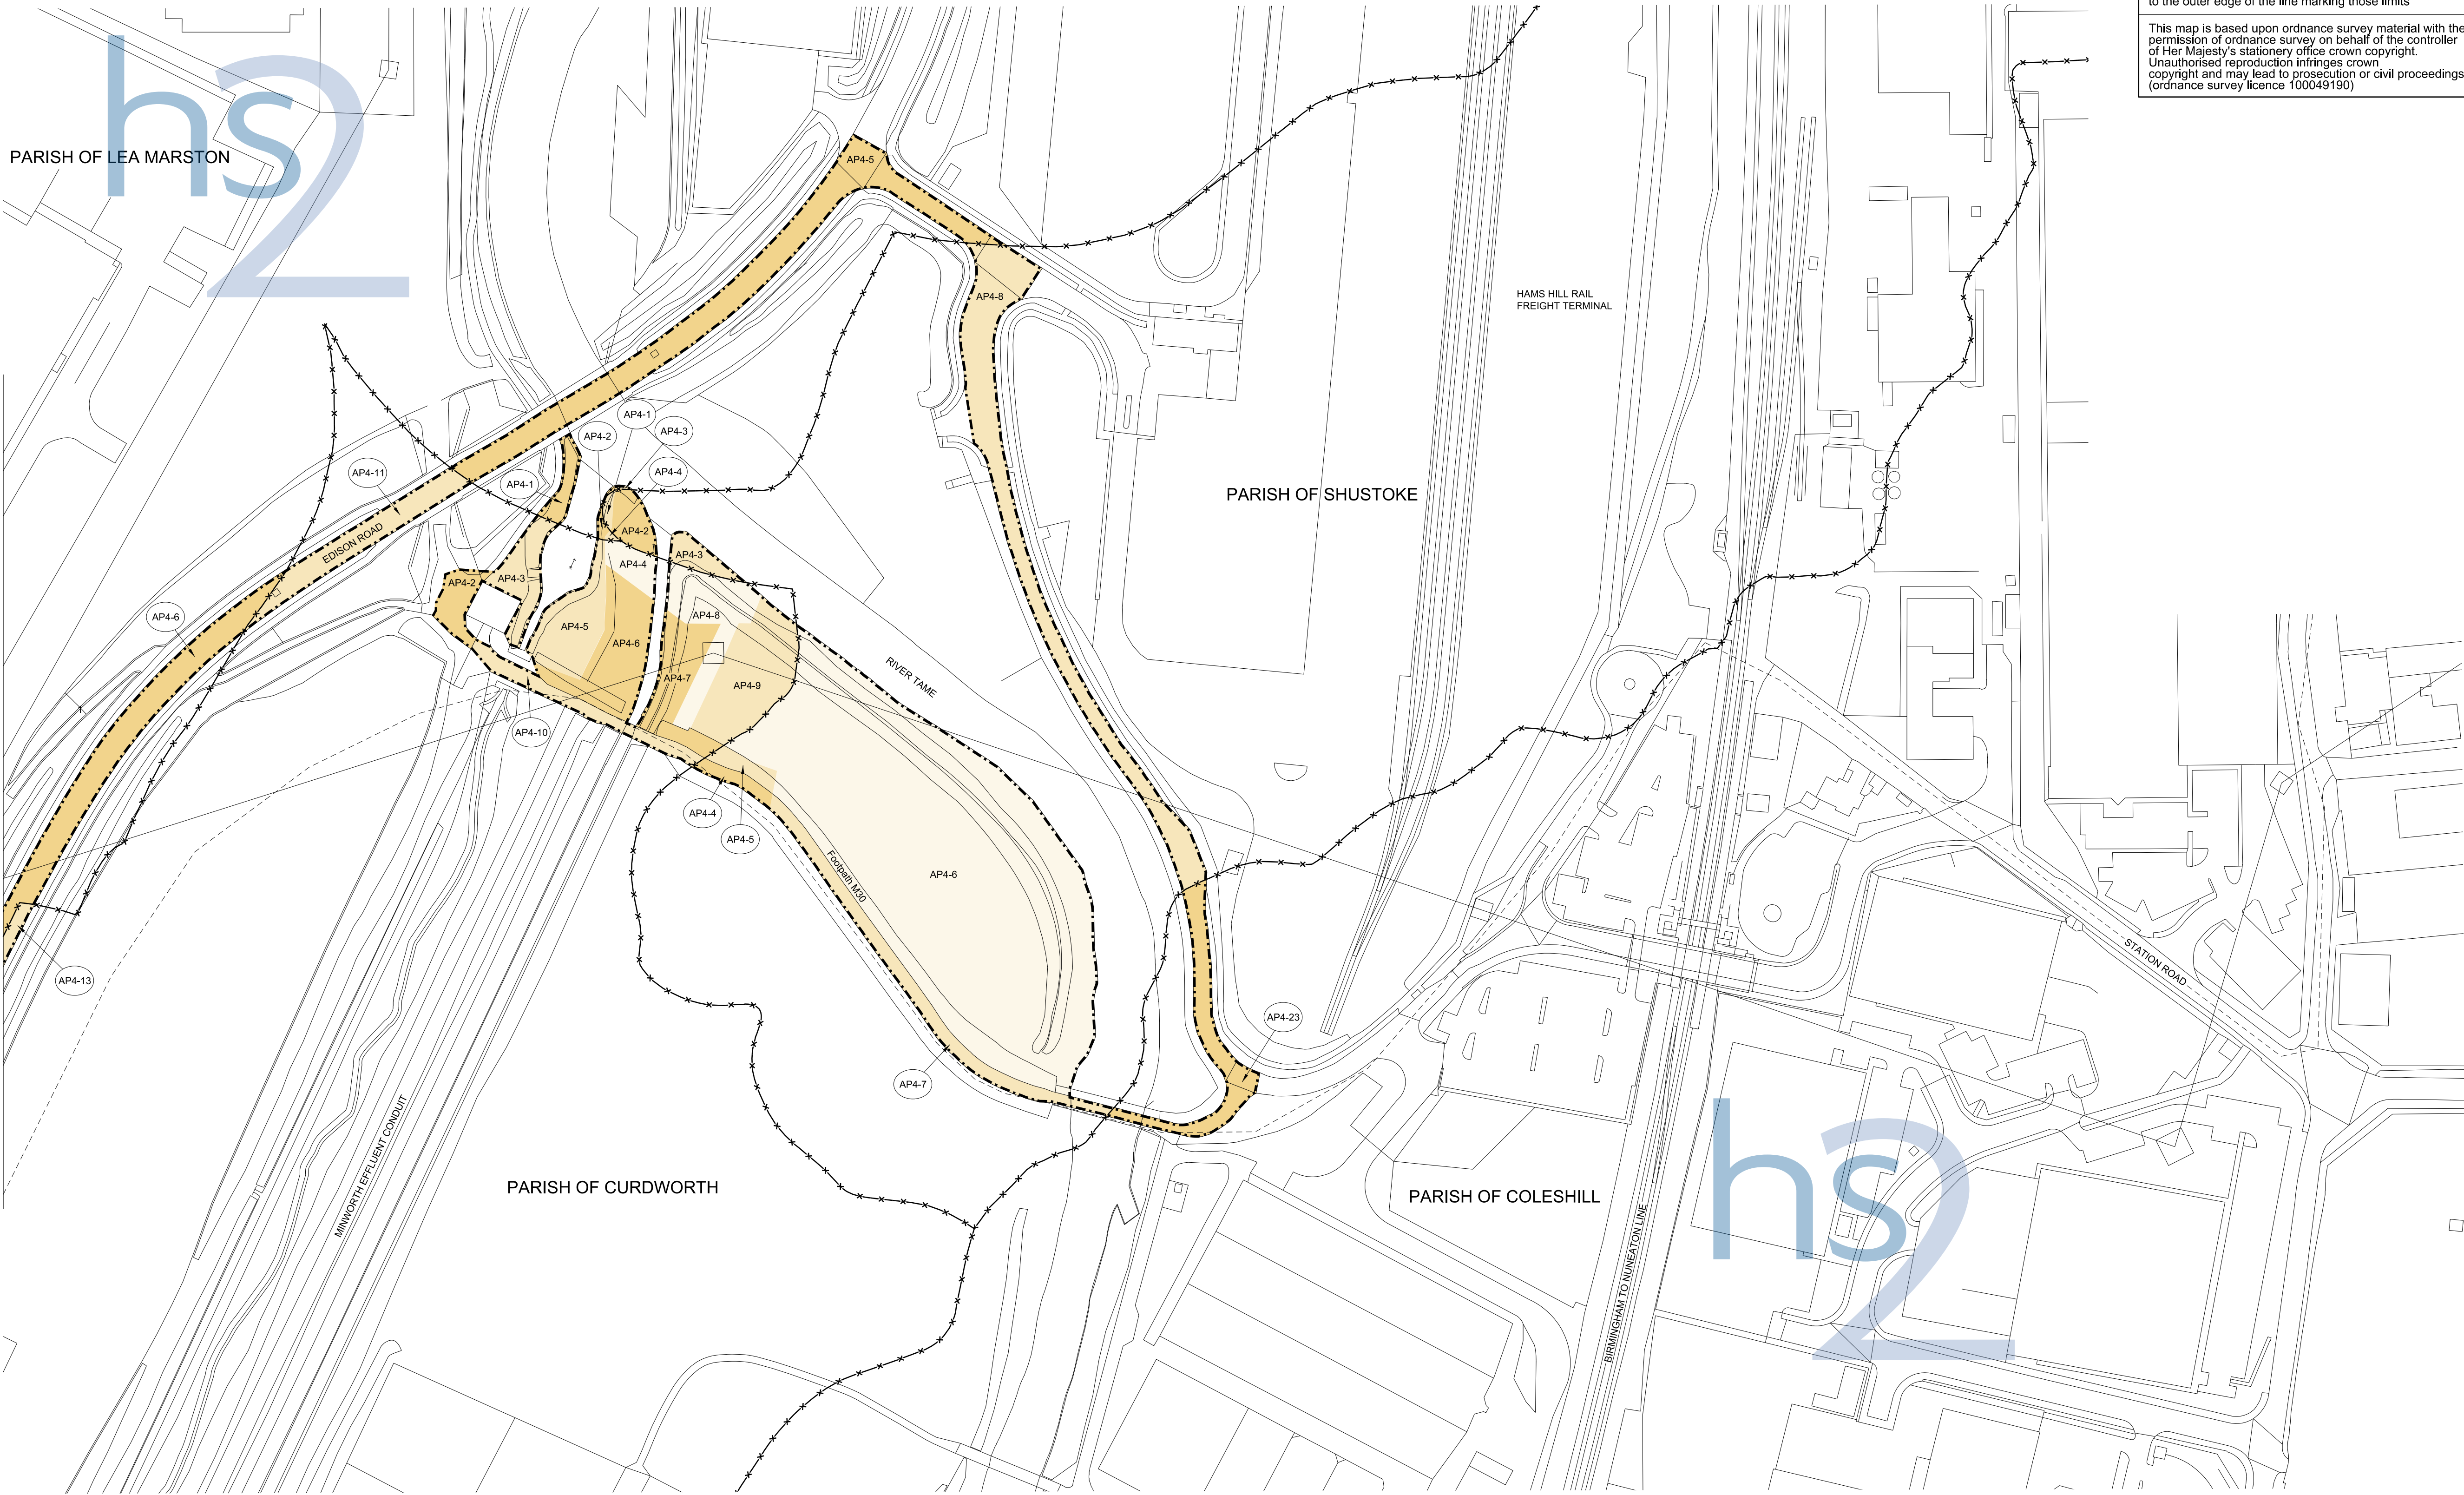 to the outer edge of the line marking those limits
This map is based upon ordnance survey material with the
permission of ordnance survey on behalf of the controller
of Her Majesty's stationery office crown copyright.
Unauthorised reproduction infringes crown
copyright and may lead to prosecution or civil proceedings
(ordnance survey licence 100049190)
hs2
PARISH OF LEA MARSTON
AP4-5
AP4-8
HAMS HILL RAIL
FREIGHT TERMINAL
AP4-1
AP4-3
AP4-2
AP4-4
AP4-11
AP4-1
PARISH OF SHUSTOKE
EDISON ROAD
AP4-2
AP4-3
AP4-4
AP4-2
AP4-3
AP4-6
AP4-8
AP4-5
AP4-6
AP4-7
AP4-9
RIVER TAME
AP4-10
AP4-4
AP4-5
Footpath M30
AP4-6
AP4-13
STATION ROAD
AP4-23
AP4-7
MINWORTH EFFLUENT CONDUIT
PARISH OF CURDWORTH
PARISH OF COLESHILL
BIRMINGHAM TO NUNEATON LINE
hs2